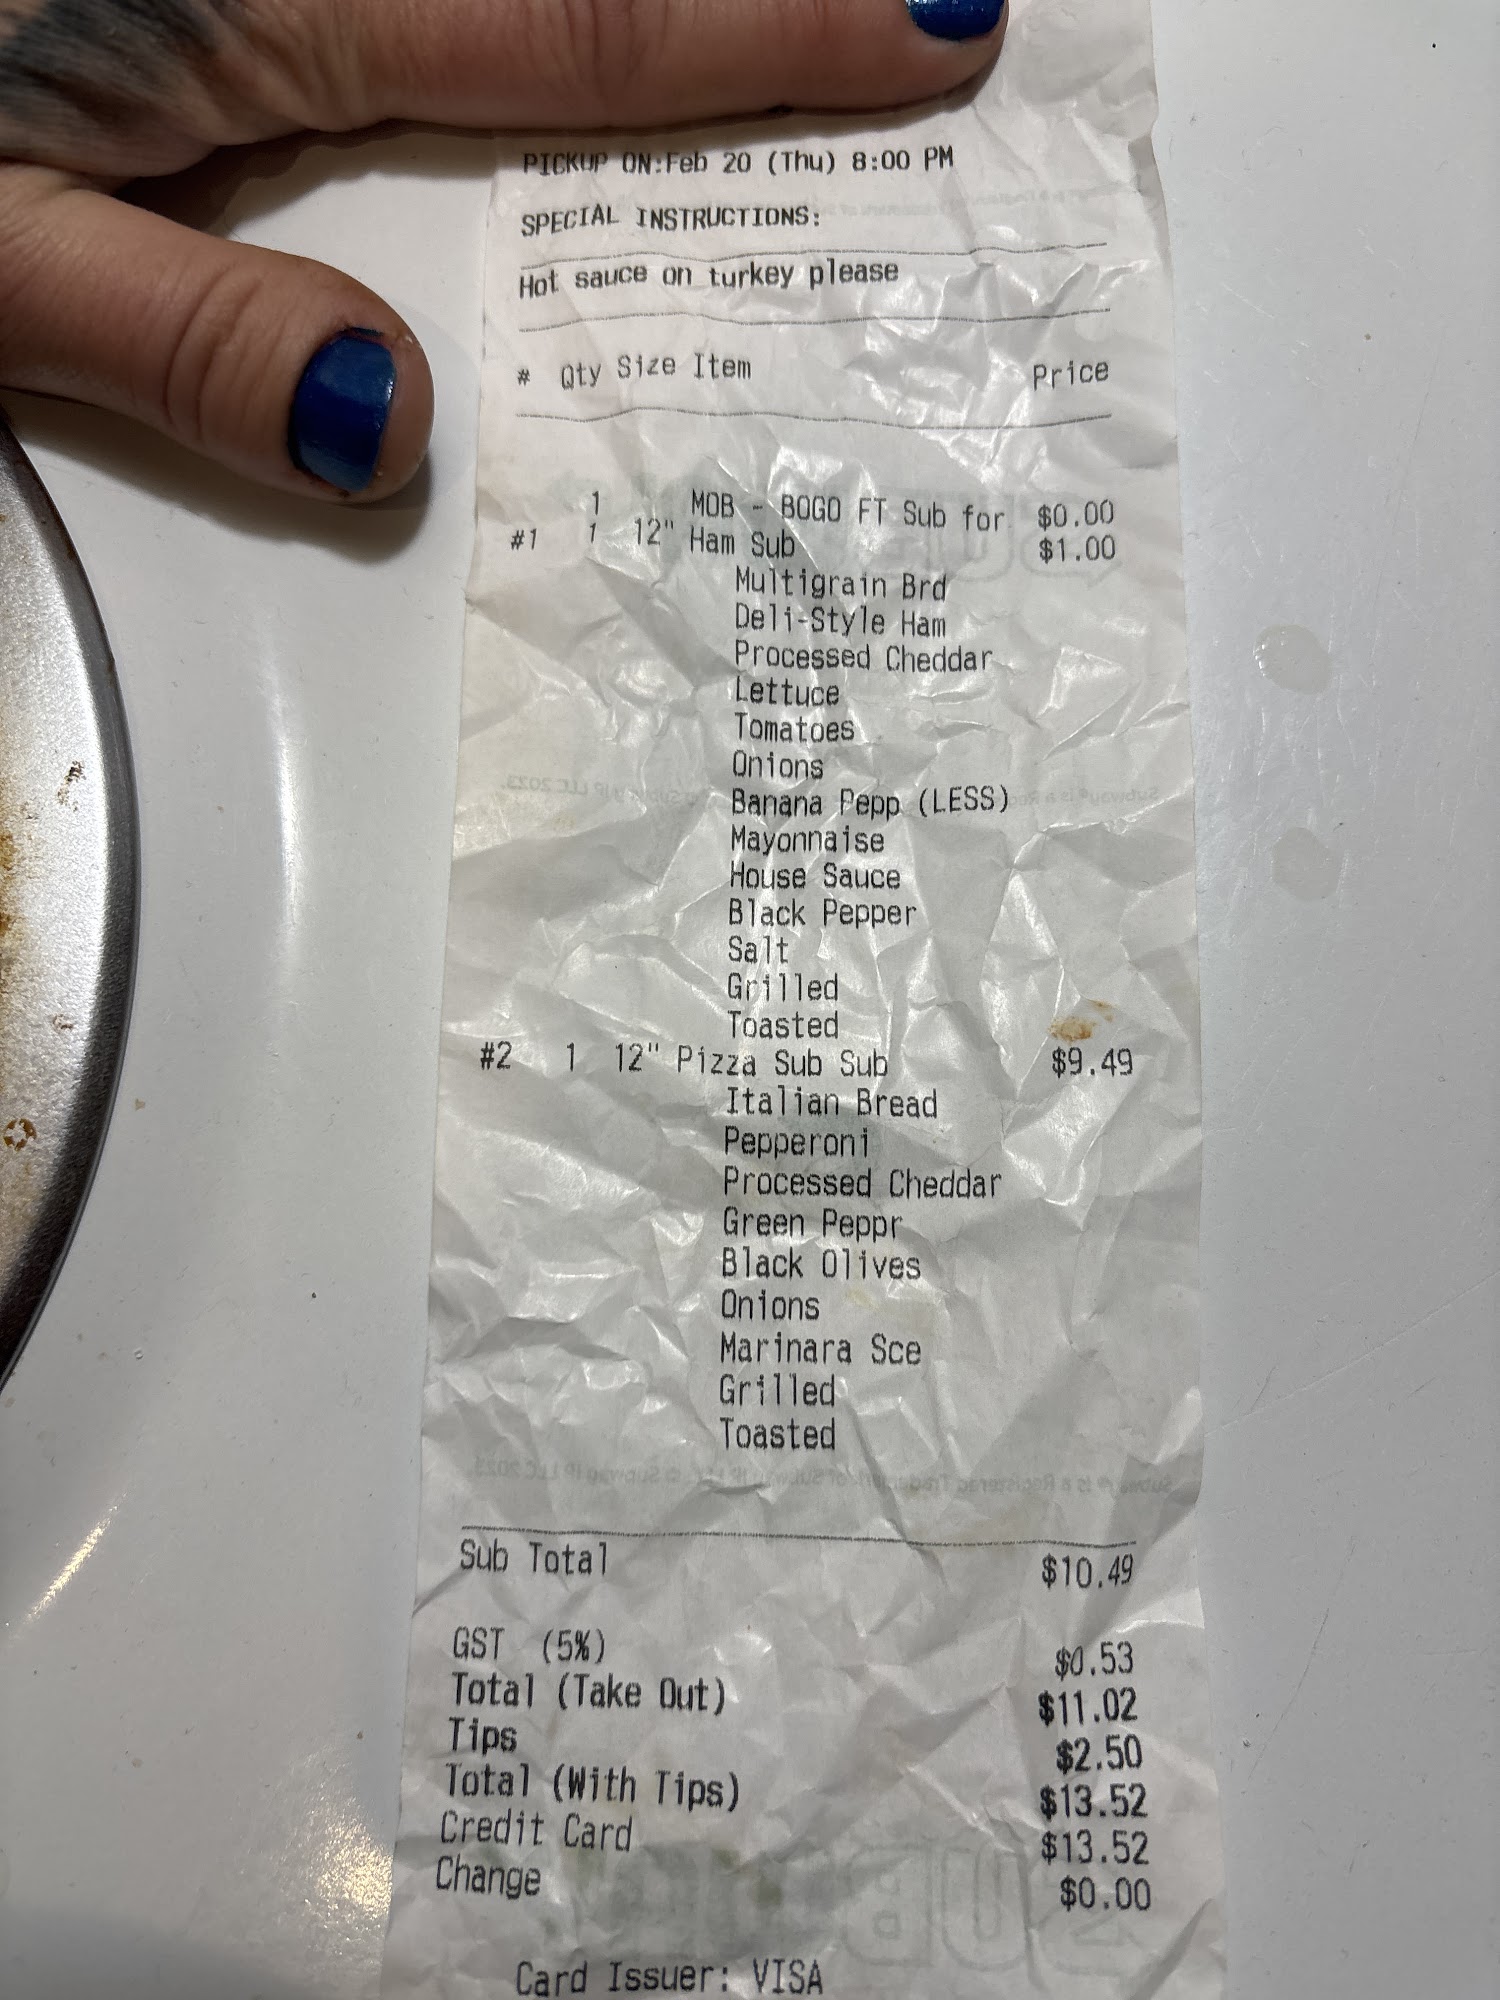 PICKUP ON:Feb 20 (Thu) 8:00 PM
SPECIAL INSTRUCTIONS:
Hot sauce on turkey please
# Qty Size Item Price
1 MOB - BOGO FT Sub for $0.00
#1 1 12" Ham Sub $1.00
Multigrain Brd
Deli-Style Ham
Processed Cheddar
Lettuce
Tomatoes
Onions
Banana Pepp (LESS)
Mayonnaise
House Sauce
Black Pepper
Salt
Grilled
Toasted
#2 1 12" Pizza Sub Sub $9.49
Italian Bread
Pepperoni
Processed Cheddar
Green Peppr
Black Olives
Onions
Marinara Sce
Grilled
Toasted
Sub Total $10.49
GST (5%) $0.53
Total (Take Out) $11.02
Tips $2.50
Total (With Tips) $13.52
Credit Card $13.52
Change $0.00
Card Issuer: VISA